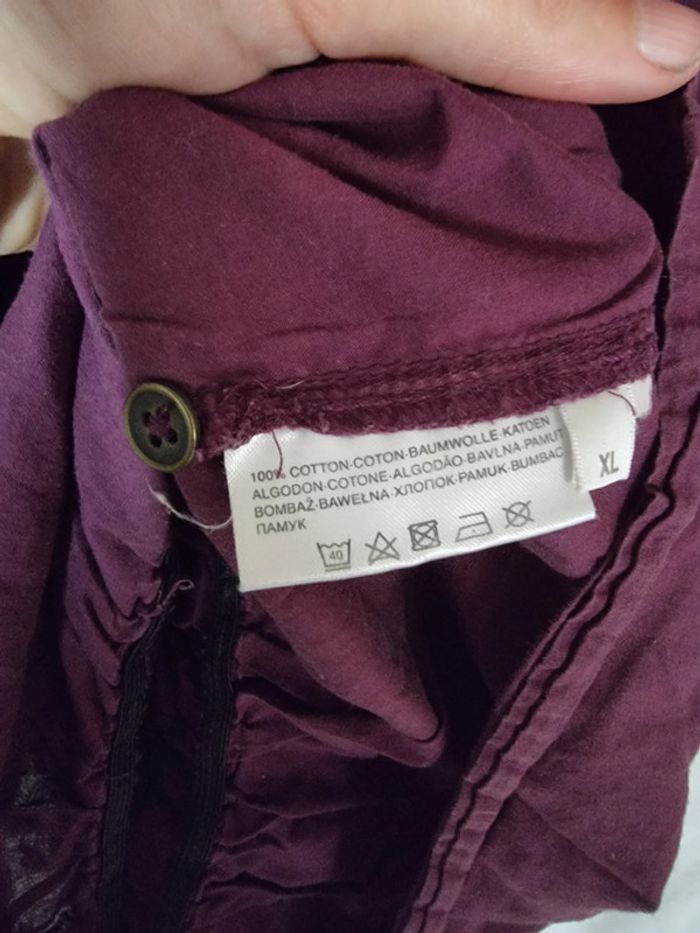 100% COTTON·COTON·BAUMWOLLE·KATOEN
ALGODON·COTONE·ALGODÃO·BAVLNA·PAMUT
BOMBAŽ·BAWEŁNA·ХЛОПОК·PAMUK·BUMBAC
ПАМУК
40
XL